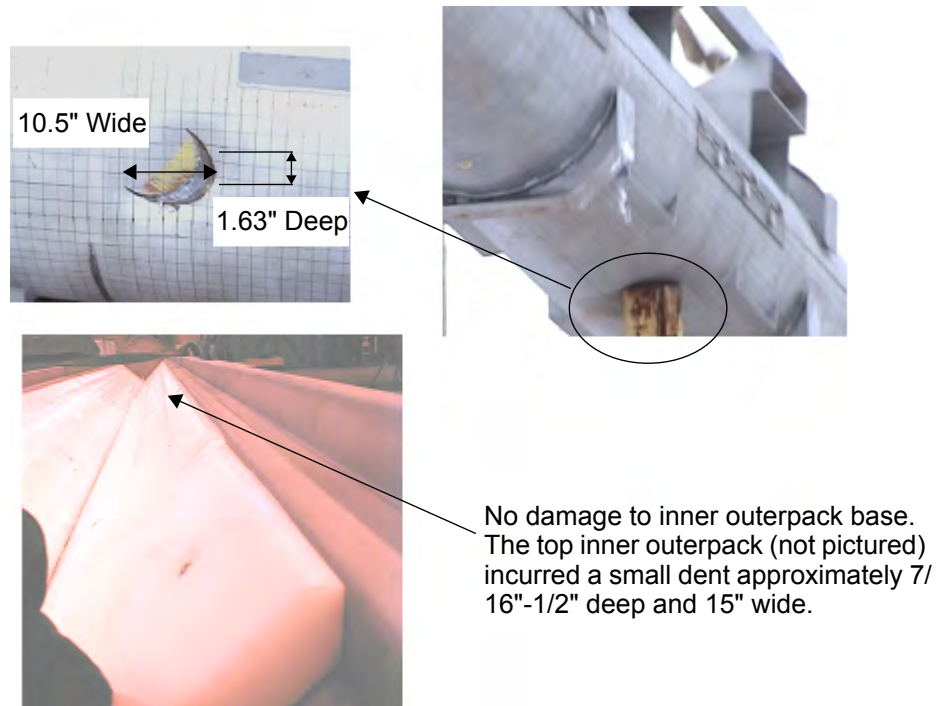 10.5" Wide
1.63" Deep
No damage to inner outerpack base.
The top inner outerpack (not pictured)
incurred a small dent approximately 7/
16"-1/2" deep and 15" wide.